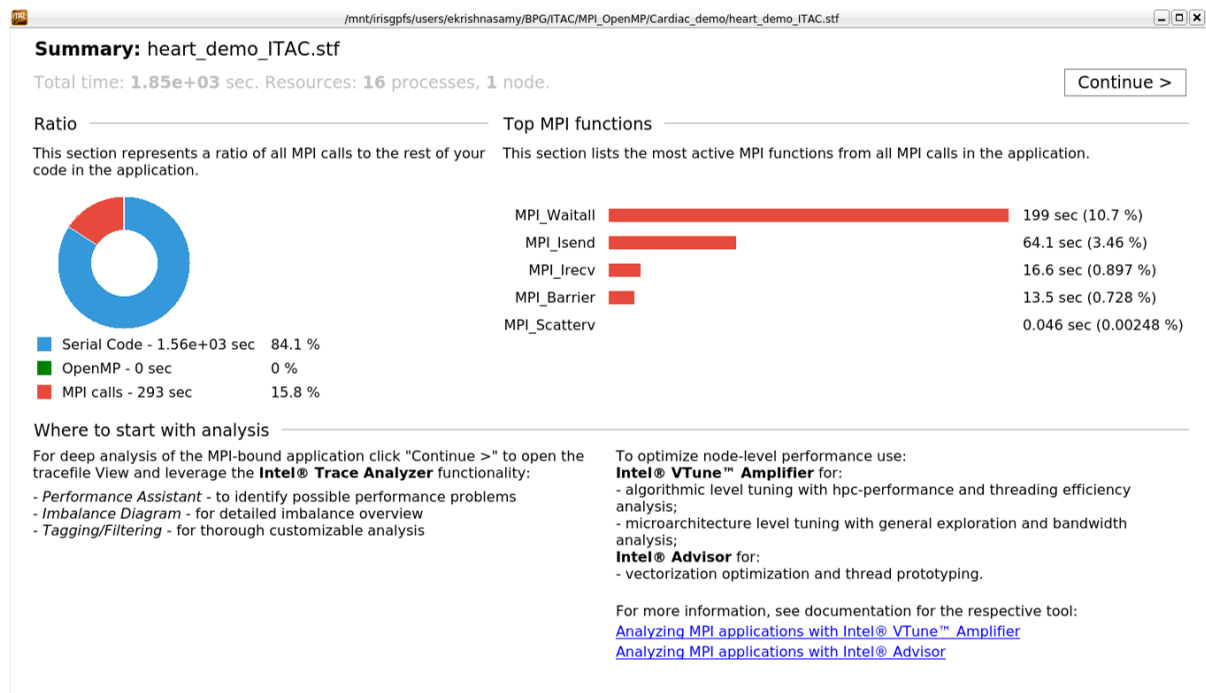 ITAC
/mnt/irisgpfs/users/ekrishnasamy/BPG/ITAC/MPI_OpenMP/Cardiac_demo/heart_demo_ITAC.stf
Summary: heart_demo_ITAC.stf
Total time: 1.85e+03 sec. Resources: 16 processes, 1 node.
Continue >
Ratio
This section represents a ratio of all MPI calls to the rest of your
code in the application.
Serial Code - 1.56e+03 sec 84.1 %
OpenMP - 0 sec 0 %
MPI calls - 293 sec 15.8 %
Top MPI functions
This section lists the most active MPI functions from all MPI calls in the application.
MPI_Waitall 199 sec (10.7 %)
MPI_Isend 64.1 sec (3.46 %)
MPI_Irecv 16.6 sec (0.897 %)
MPI_Barrier 13.5 sec (0.728 %)
MPI_Scatterv 0.046 sec (0.00248 %)
Where to start with analysis
For deep analysis of the MPI-bound application click "Continue >" to open the
tracefile View and leverage the Intel® Trace Analyzer functionality:
- Performance Assistant - to identify possible performance problems
- Imbalance Diagram - for detailed imbalance overview
- Tagging/Filtering - for thorough customizable analysis
To optimize node-level performance use:
Intel® VTune™ Amplifier for:
- algorithmic level tuning with hpc-performance and threading efficiency
analysis;
- microarchitecture level tuning with general exploration and bandwidth
analysis;
Intel® Advisor for:
- vectorization optimization and thread prototyping.
For more information, see documentation for the respective tool:
Analyzing MPI applications with Intel® VTune™ Amplifier
Analyzing MPI applications with Intel® Advisor